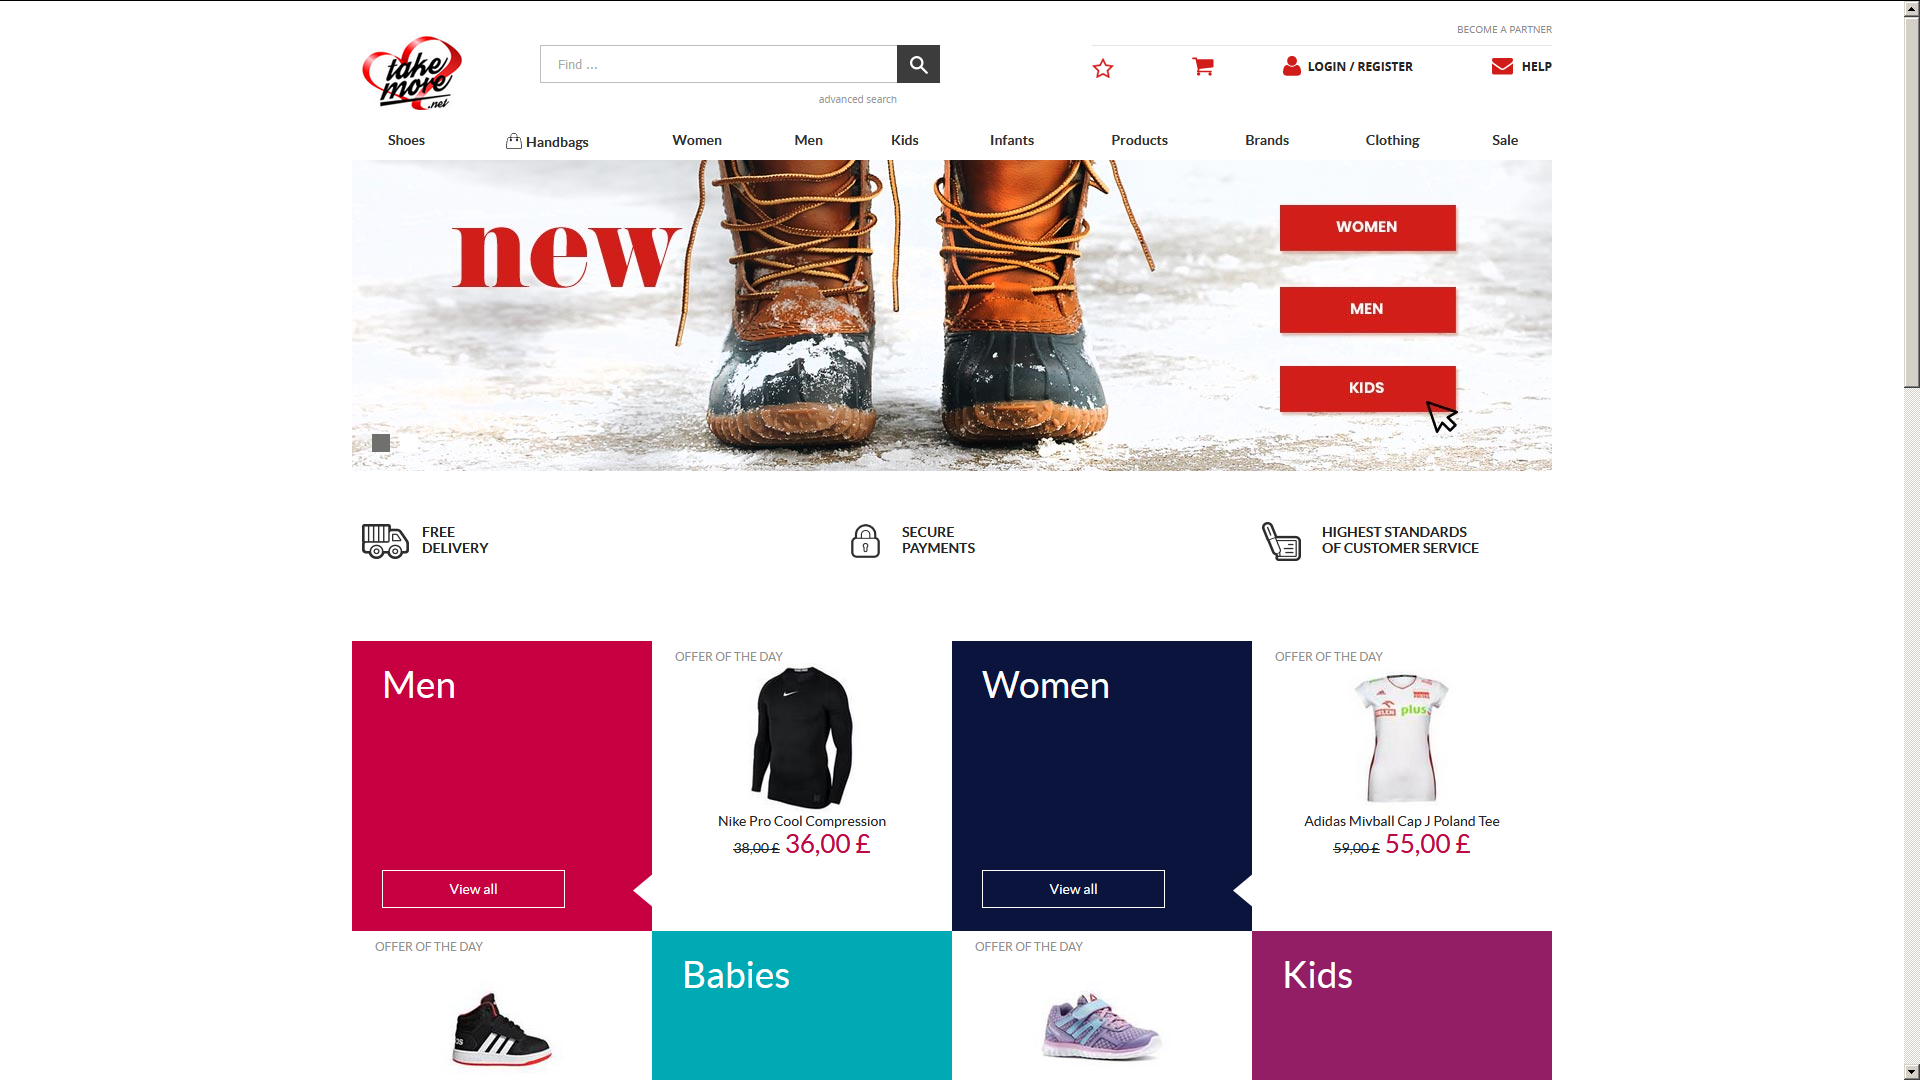 BECOME A PARTNER
take
more
.net
Find ...
LOGIN / REGISTER
HELP
advanced search
Shoes
Handbags
Women
Men
Kids
Infants
Products
Brands
Clothing
Sale
new
WOMEN
MEN
KIDS
FREE
DELIVERY
SECURE
PAYMENTS
HIGHEST STANDARDS
OF CUSTOMER SERVICE
Men
View all
OFFER OF THE DAY
Nike Pro Cool Compression
38,00 £ 36,00 £
Women
View all
OFFER OF THE DAY
plus
Adidas Mivball Cap J Poland Tee
59,00 £ 55,00 £
OFFER OF THE DAY
Babies
OFFER OF THE DAY
Kids